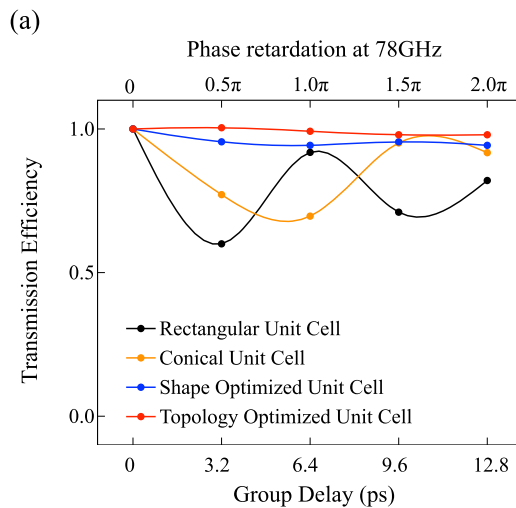 (a)
Phase retardation at 78GHz
0 0.5π 1.0π 1.5π 2.0π
1.0
0.5
0.0
Transmission Efficiency
Rectangular Unit Cell
Conical Unit Cell
Shape Optimized Unit Cell
Topology Optimized Unit Cell
0 3.2 6.4 9.6 12.8
Group Delay (ps)